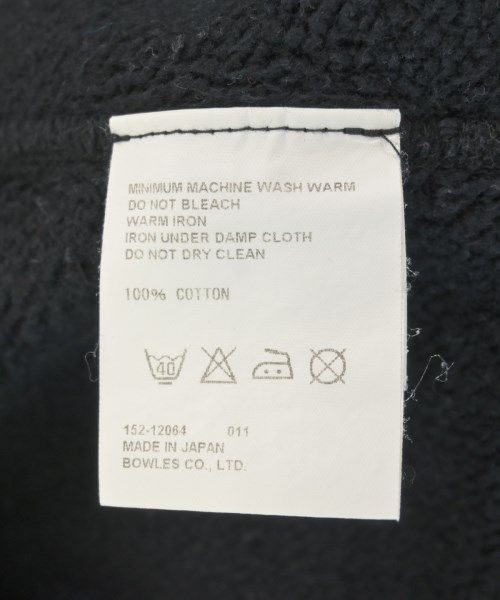 MINIMUM MACHINE WASH WARM
DO NOT BLEACH
WARM IRON
IRON UNDER DAMP CLOTH
DO NOT DRY CLEAN
100% COTTON
40
152-12064 011
MADE IN JAPAN
BOWLES CO., LTD.